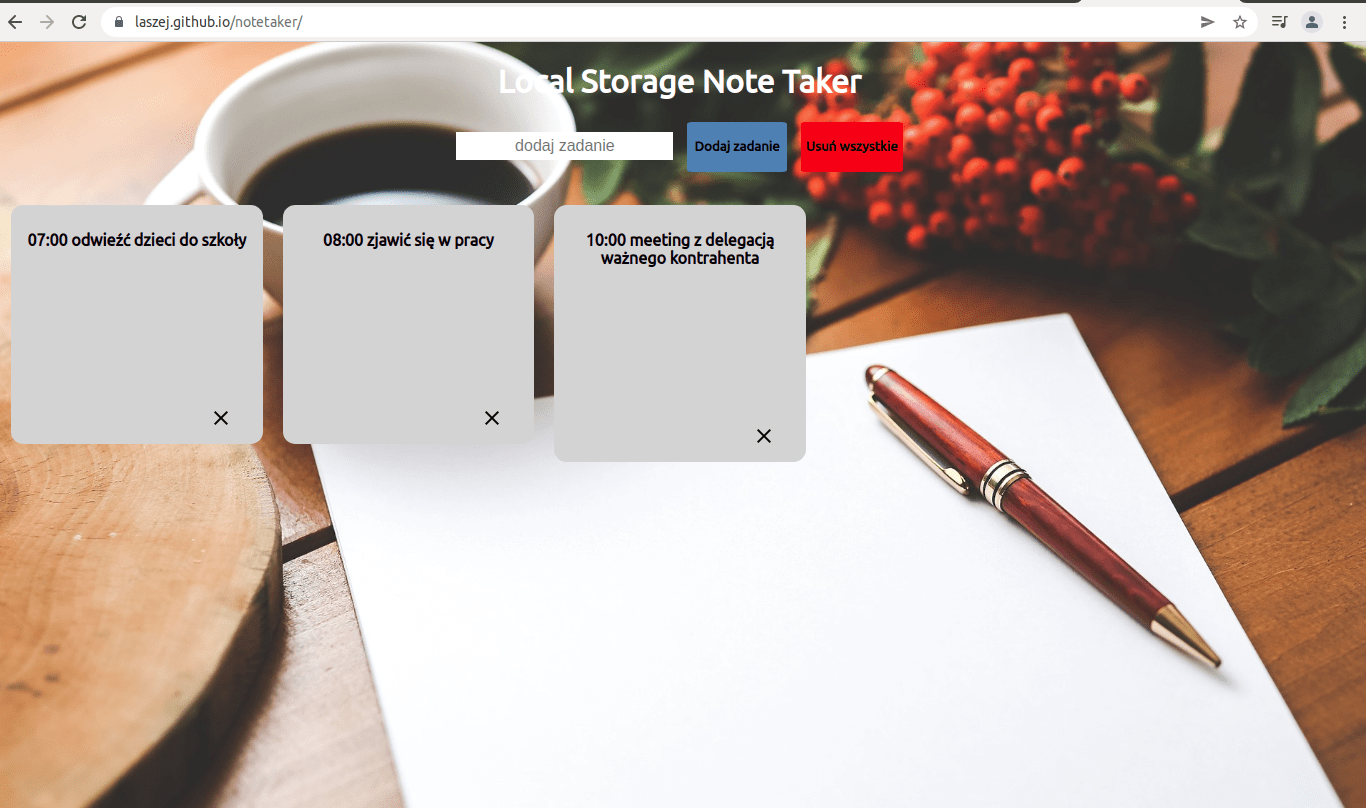 laszej.github.io/notetaker/
Local Storage Note Taker
dodaj zadanie
Dodaj zadanie
Usuń wszystkie
07:00 odwieźć dzieci do szkoły
08:00 zjawić się w pracy
10:00 meeting z delegacją
ważnego kontrahenta